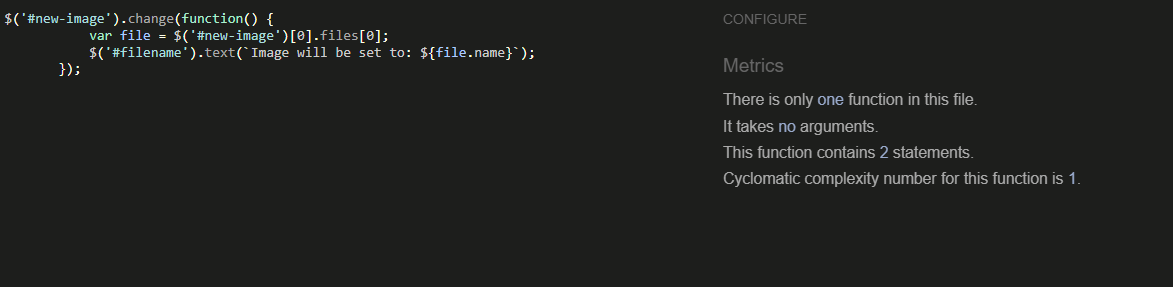 $('#new-image').change(function() {
var file = $('#new-image')[0].files[0];
$('#filename').text(`Image will be set to: ${file.name}`);
});
CONFIGURE
Metrics
There is only one function in this file.
It takes no arguments.
This function contains 2 statements.
Cyclomatic complexity number for this function is 1.